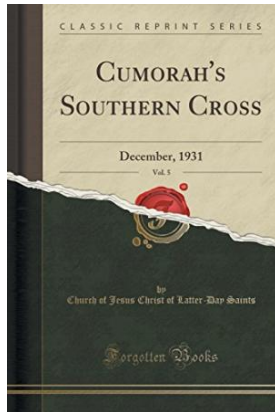 CLASSIC REPRINT SERIES
CUMORAH'S
SOUTHERN CROSS
December, 1931
Vol. 5
by
Church of Jesus Christ of Latter-Day Saints
Forgotten Books